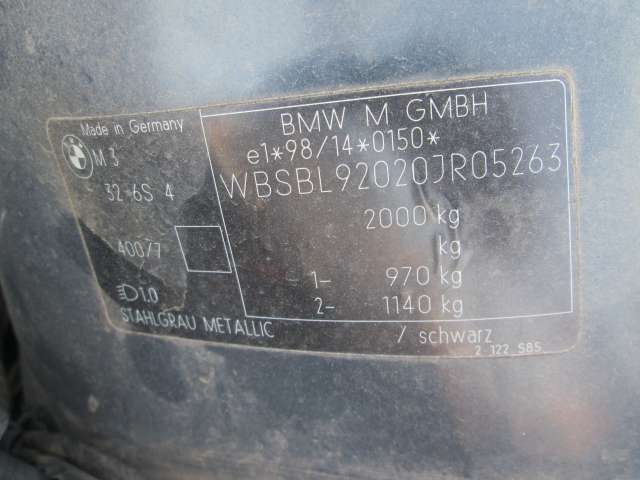 Made in Germany
BMW M GMBH
M 3
e1*98/14*0150*
WBSBL92020JR05263
32 6S 4
2000 kg
kg
400/7
1- 970 kg
1.0
2- 1140 kg
STAHLGRAU METALLIC / schwarz
2 122 585